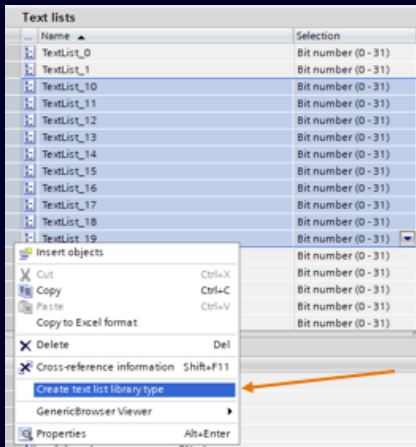 Text lists
... Name Selection
TextList_0 Bit number (0 - 31)
TextList_1 Bit number (0 - 31)
TextList_10 Bit number (0 - 31)
TextList_11 Bit number (0 - 31)
TextList_12 Bit number (0 - 31)
TextList_13 Bit number (0 - 31)
TextList_14 Bit number (0 - 31)
TextList_15 Bit number (0 - 31)
TextList_16 Bit number (0 - 31)
TextList_17 Bit number (0 - 31)
TextList_18 Bit number (0 - 31)
TextList_19 Bit number (0 - 31)
Insert objects Bit number (0 - 31)
Cut Ctrl+X Bit number (0 - 31)
Copy Ctrl+C Bit number (0 - 31)
Paste Ctrl+V Bit number (0 - 31)
Copy to Excel format Bit number (0 - 31)
Delete Del
Cross-reference information Shift+F11
Create text list library type
GenericBrowser Viewer
Properties Alt+Enter